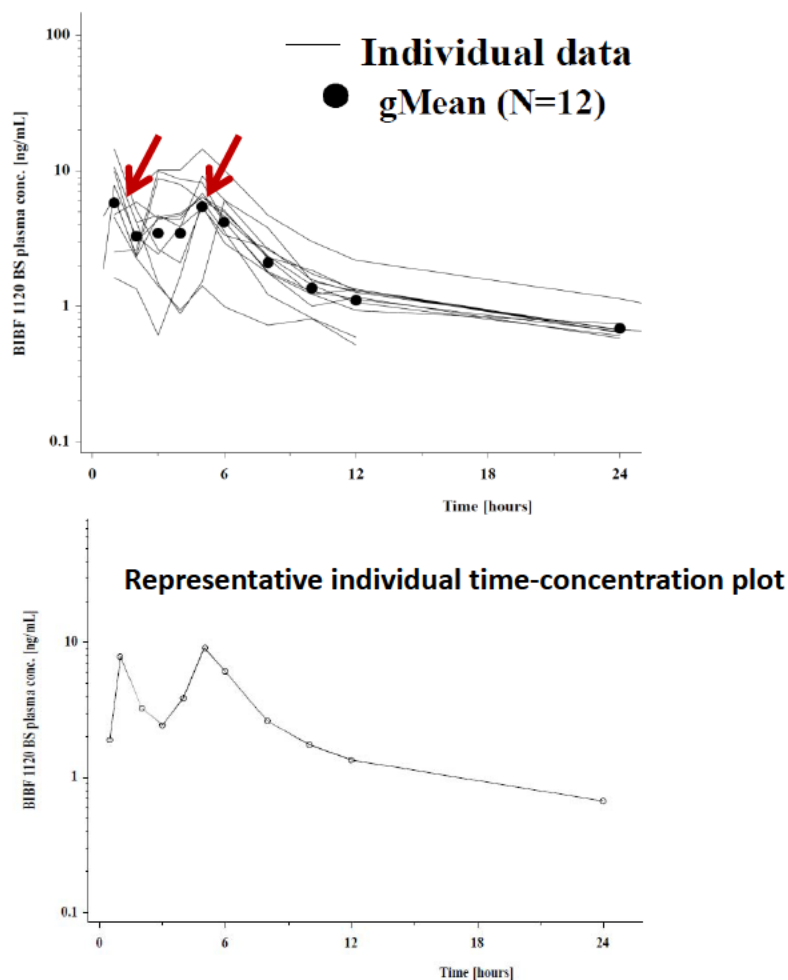 100
10
1
0.1
BIBF 1120 BS plasma conc. [ng/mL]
Individual data
gMean (N=12)
0 6 12 18 24
Time [hours]
Representative individual time-concentration plot
10
1
0.1
BIBF 1120 BS plasma conc. [ng/mL]
0 6 12 18 24
Time [hours]